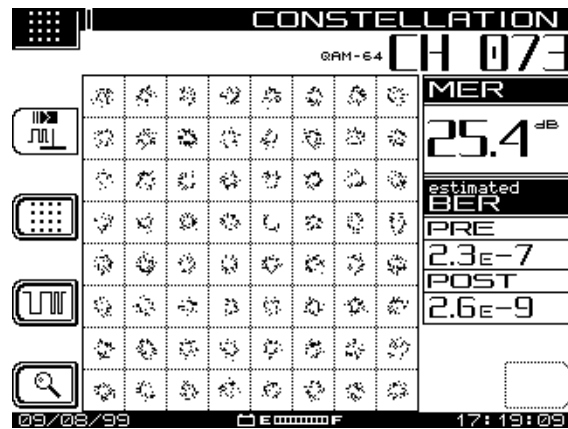 CONSTELLATION
QAM-64 CH 073
MER
25.4 dB
estimated
BER
PRE
2.3E-7
POST
2.6E-9
09/08/99 E F 17:19:09